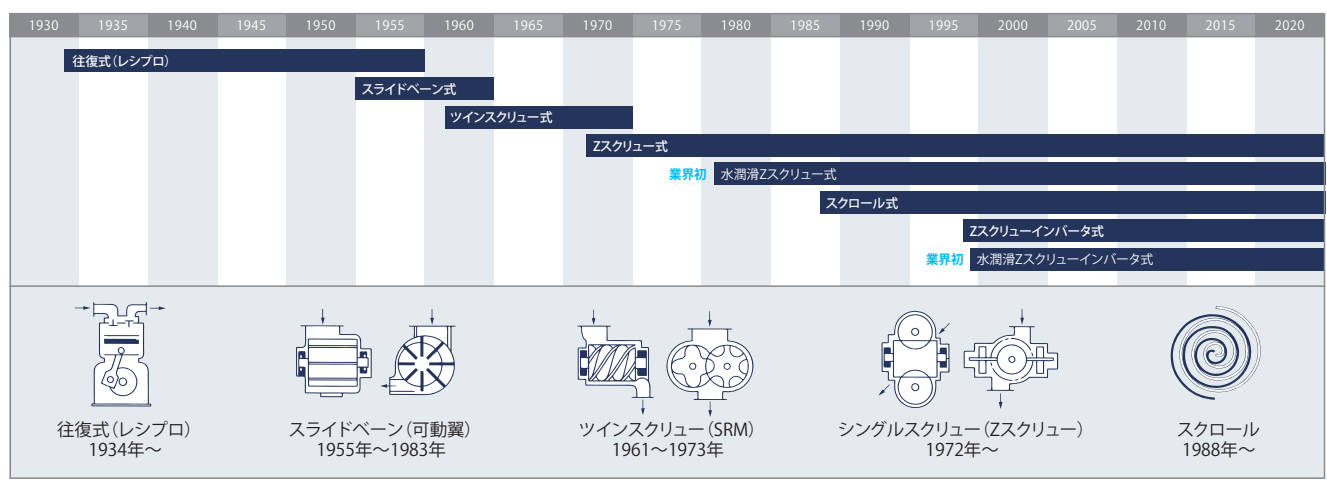 1930 1935 1940 1945 1950 1955 1960 1965 1970 1975 1980 1985 1990 1995 2000 2005 2010 2015 2020
往復式（レシプロ）
スライドベーン式
ツインスクリュー式
Zスクリュー式
業界初 水潤滑Zスクリュー式
スクロール式
Zスクリューインバータ式
業界初 水潤滑Zスクリューインバータ式
往復式（レシプロ）
1934年～
スライドベーン（可動翼）
1955年～1983年
ツインスクリュー（SRM）
1961～1973年
シングルスクリュー（Zスクリュー）
1972年～
スクロール
1988年～